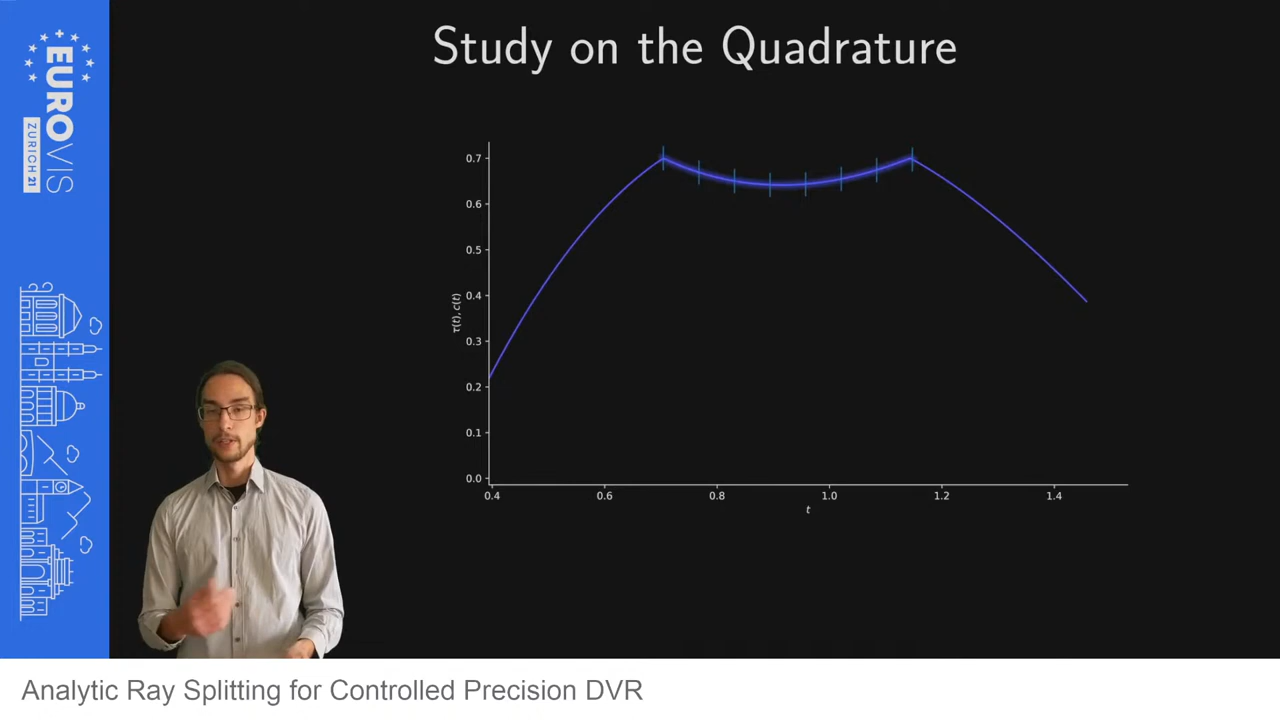 Study on the Quadrature
EUROVIS
ZURICH 21
0.7
0.6
0.5
0.4
0.3
0.2
0.1
0.0
τ(t), c(t)
0.4 0.6 0.8 1.0 1.2 1.4
t
Analytic Ray Splitting for Controlled Precision DVR